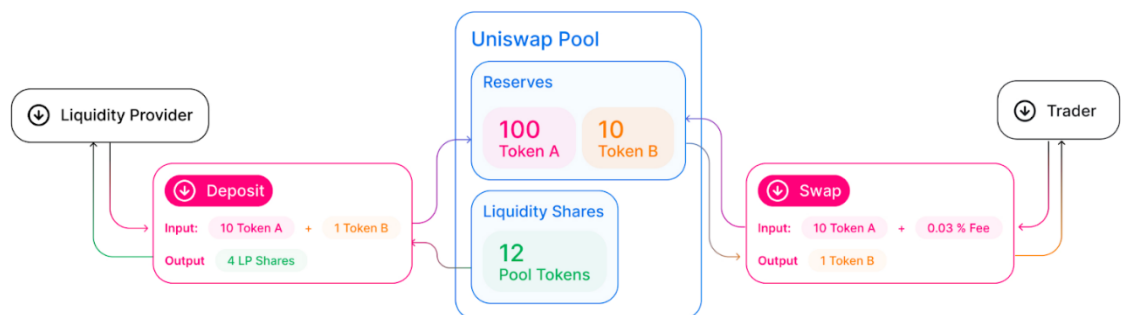 Uniswap Pool
Reserves
Liquidity Provider
100
Token A
10
Token B
Trader
Deposit
Input: 10 Token A + 1 Token B
Output 4 LP Shares
Liquidity Shares
12
Pool Tokens
Swap
Input: 10 Token A + 0.03 % Fee
Output 1 Token B